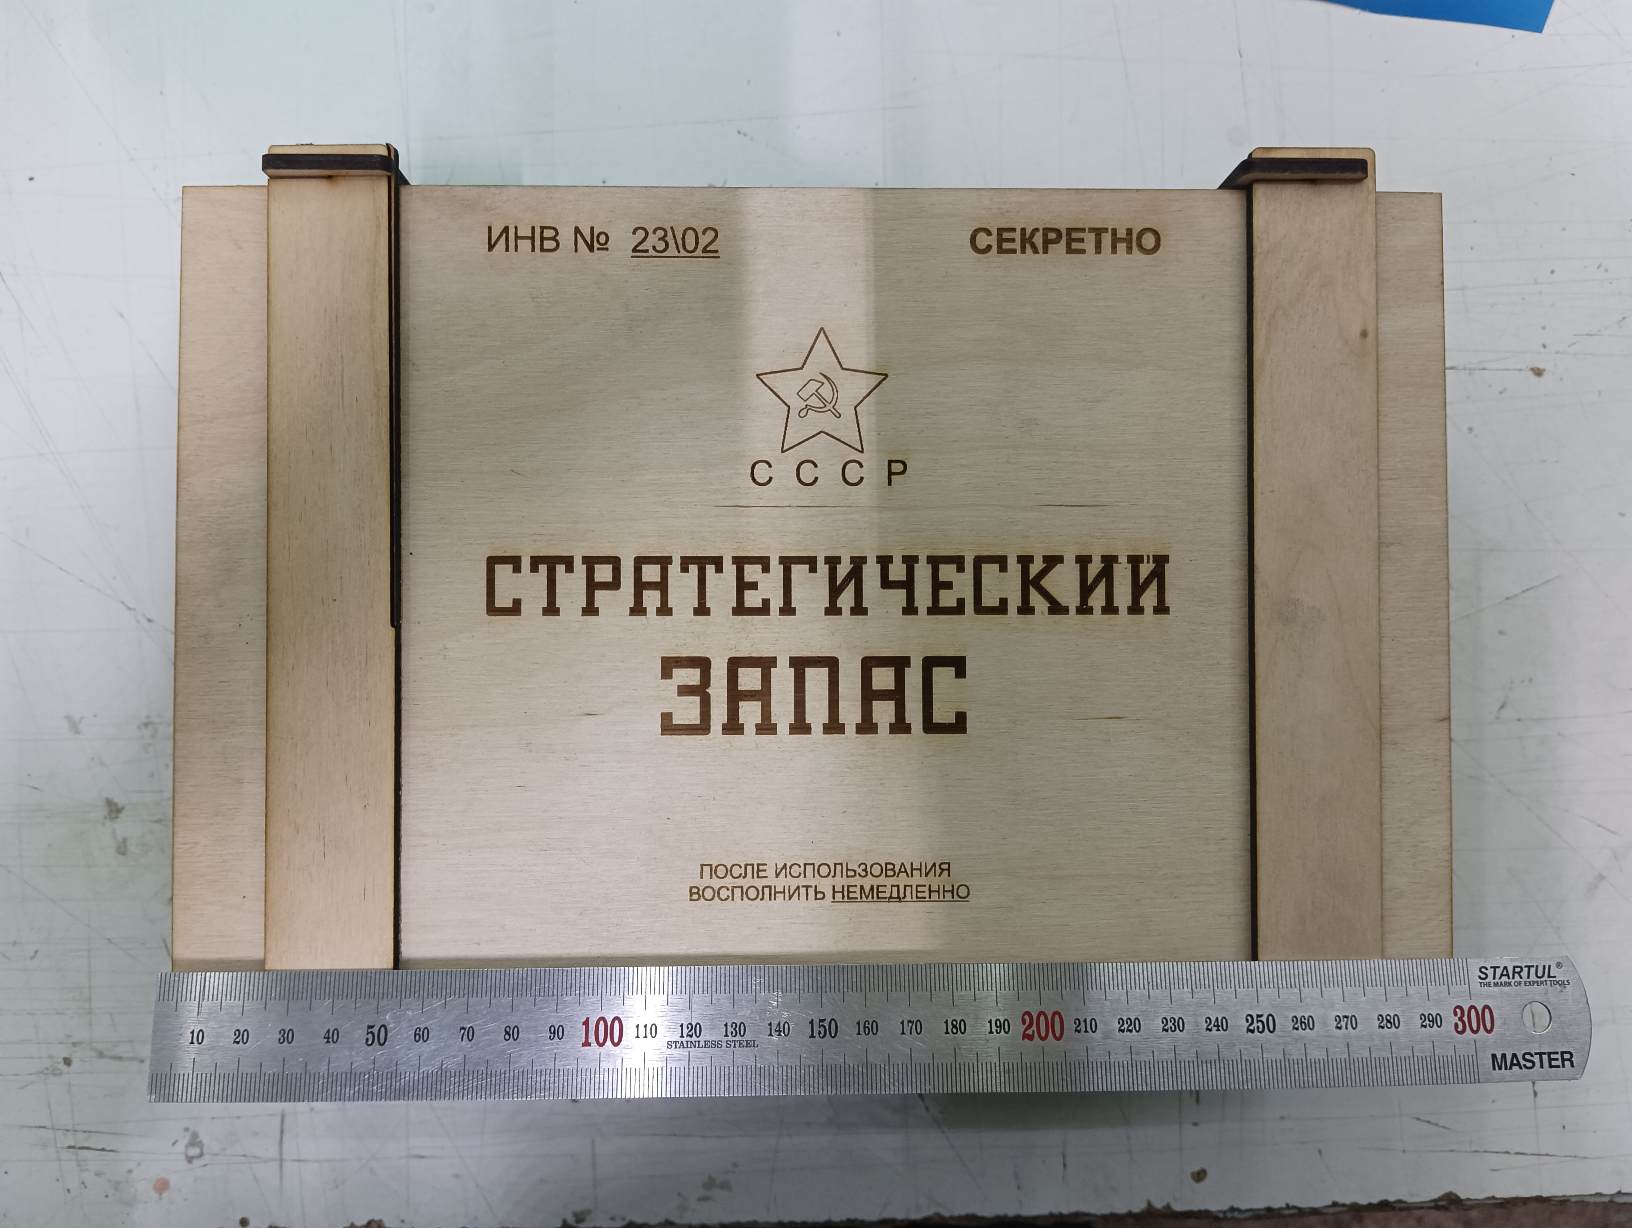 ИНВ № 23\02
СЕКРЕТНО
СССР
СТРАТЕГИЧЕСКИЙ
ЗАПАС
ПОСЛЕ ИСПОЛЬЗОВАНИЯ
ВОСПОЛНИТЬ НЕМЕДЛЕННО
STARTUL®
THE MARK OF EXPERT TOOLS
10 20 30 40 50 60 70 80 90 100 110 120 130 140 150 160 170 180 190 200 210 220 230 240 250 260 270 280 290 300
STAINLESS STEEL
MASTER